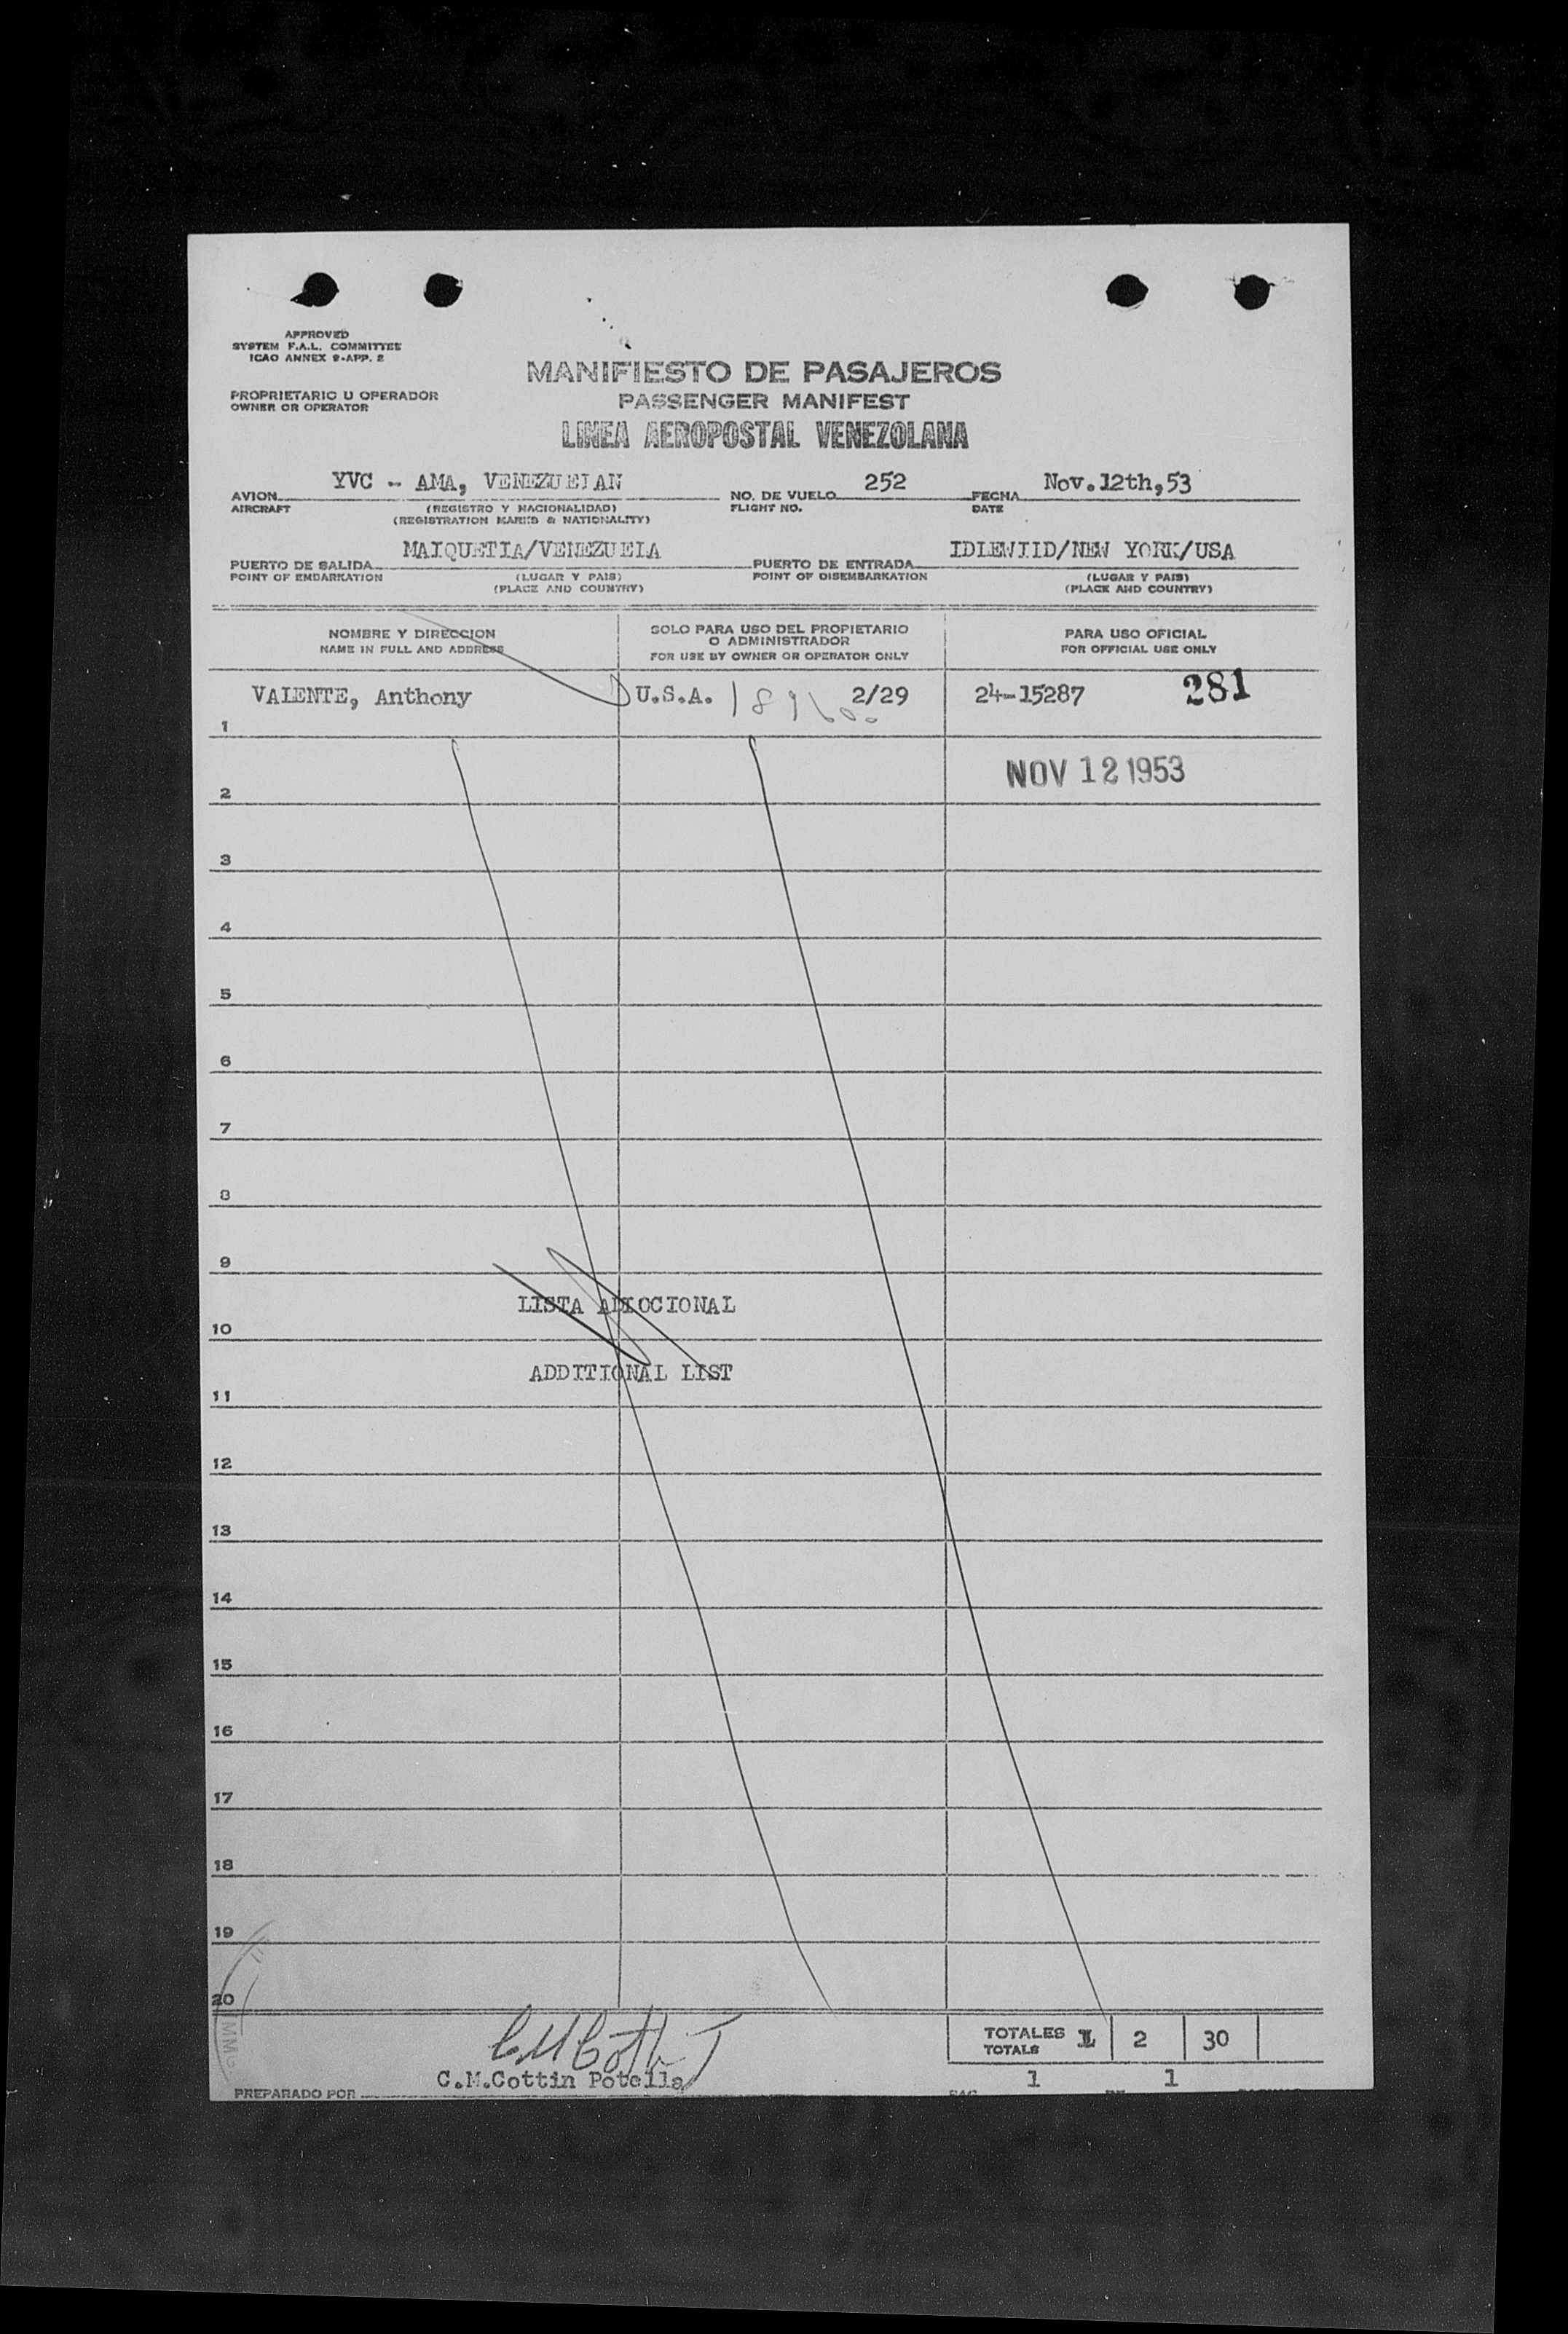 APPROVED
SYSTEM F.A.L. COMMITTEE
ICAO ANNEX 9-APP. 2
MANIFIESTO DE PASAJEROS
PROPRIETARIO U OPERADOR
OWNER OR OPERATOR
PASSENGER MANIFEST
LINEA AEROPOSTAL VENEZOLANA
AVION YVC - AMA, VENEZUELAN NO. DE VUELO 252 FECHA Nov.12th,53
AIRCRAFT (REGISTRO Y NACIONALIDAD) FLIGHT NO. DATE
(REGISTRATION MARKS & NATIONALITY)
PUERTO DE SALIDA MAIQUETIA/VENEZUELA PUERTO DE ENTRADA IDLEWILD/NEW YORK/USA
POINT OF EMBARKATION (LUGAR Y PAIS) POINT OF DISEMBARKATION (LUGAR Y PAIS)
(PLACE AND COUNTRY) (PLACE AND COUNTRY)
NOMBRE Y DIRECCION SOLO PARA USO DEL PROPIETARIO PARA USO OFICIAL
NAME IN FULL AND ADDRESS O ADMINISTRADOR FOR OFFICIAL USE ONLY
FOR USE BY OWNER OR OPERATOR ONLY
VALENTE, Anthony U.S.A. 2/29 24-15287 281
1
NOV 12 1953
2
3
4
5
6
7
8
9
LISTA ADIOCIONAL
10
ADDITIONAL LIST
11
12
13
14
15
16
17
18
19
20
TOTALES 1 2 30
TOTALS
C.M.Cottin Potella 1 1
PREPARADO POR PAG. DE